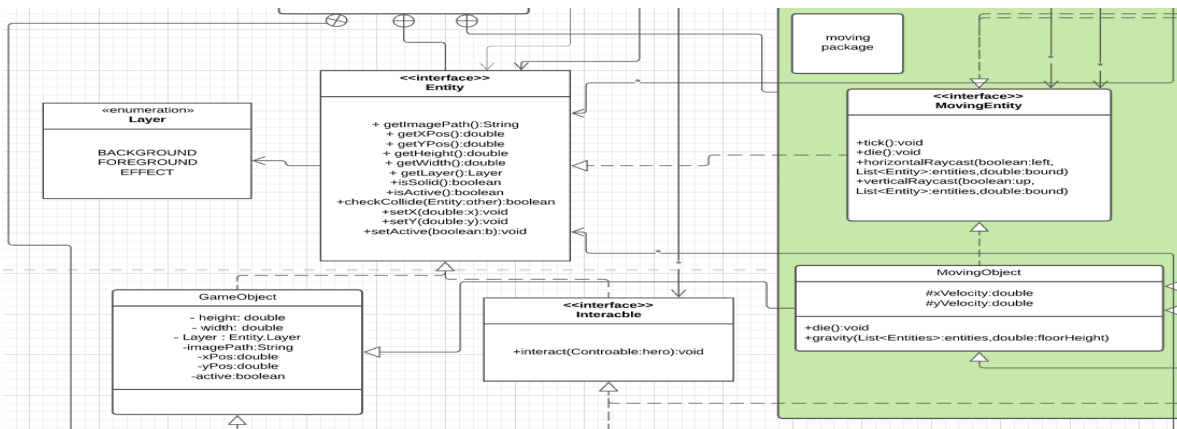 <<interface>>
Entity
+ getImagePath():String
+ getXPos():double
+ getYPos():double
+ getHeight():double
+ getWidth():double
+ getLayer():Layer
+isSolid():boolean
+isActive():boolean
+checkCollide(Entity:other):boolean
+setX(double:x):void
+setY(double:y):void
+setActive(boolean:b):void
«enumeration»
Layer
BACKGROUND
FOREGROUND
EFFECT
moving
package
<<interface>>
MovingEntity
+tick():void
+die():void
+horizontalRaycast(boolean:left,
List<Entity>:entities,double:bound)
+verticalRaycast(boolean:up,
List<Entity>:entities,double:bound)
MovingObject
#xVelocity:double
#yVelocity:double
+die():void
+gravity(List<Entities>:entities,double:floorHeight)
GameObject
- height: double
- width: double
- Layer : Entity.Layer
-imagePath:String
-xPos:double
-yPos:double
-active:boolean
<<interface>>
Interacble
+interact(Controable:hero):void